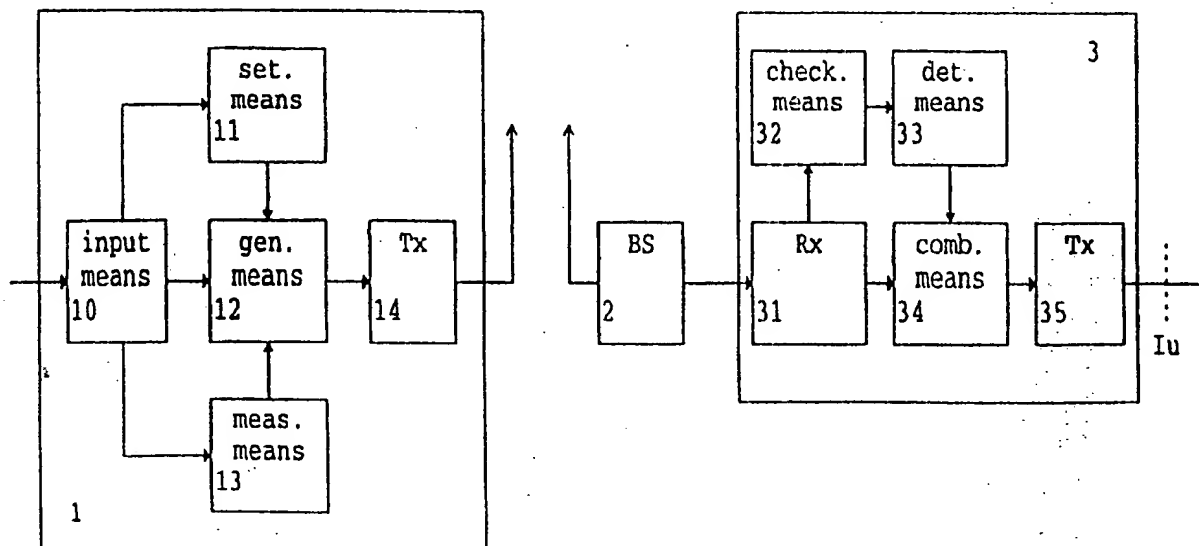 set.
means
11
input
means
10
gen.
means
12
Tx
14
meas.
means
13
1
BS
2
check.
means
32
det.
means
33
3
Rx
31
comb.
means
34
Tx
35
Iu